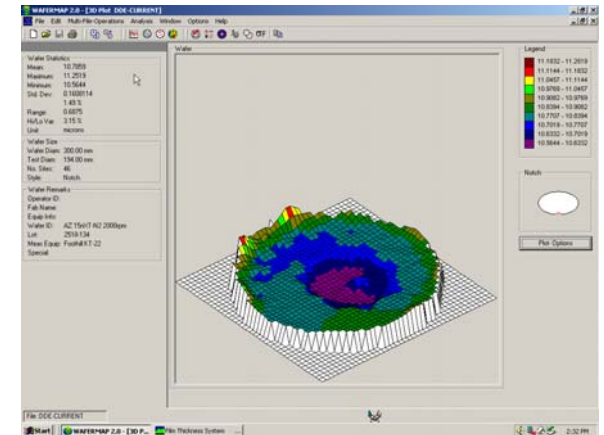 WAFERMAP 2.0 - [3D Plot DDE-CURRENT]
File Edit Multi-File-Operations Analysis Window Options Help
Wafer Statistics
Mean: 10.7859
Maximum: 11.2519
Minimum: 10.5644
Std. Dev:
1.49 %
Range: 0.6875
Hi/Lo Var 3.15 %
Unit microns
Wafer Size
Wafer Diam: 200.00 mm
Test Diam: 194.00 mm
No. Sites: 46
Style: Notch
Wafer Remarks
Operator ID:
Fab Name:
Equip Info:
Wafer ID: 2000rpm
Lot: 2518-134
Meas Equip: Foothill KT-22
Special:
Wafer
Legend
11.1832 - 11.2519
11.1144 - 11.1832
11.0457 - 11.1144
10.9769 - 11.0457
10.9082 - 10.9769
10.8394 - 10.9082
10.7707 - 10.8394
10.7019 - 10.7707
10.6332 - 10.7019
10.5644 - 10.6332
Notch
Plot Options
File: DDE-CURRENT
Start WAFERMAP 2.0 - [3D P... Film Thickness System ...
2:32 PM